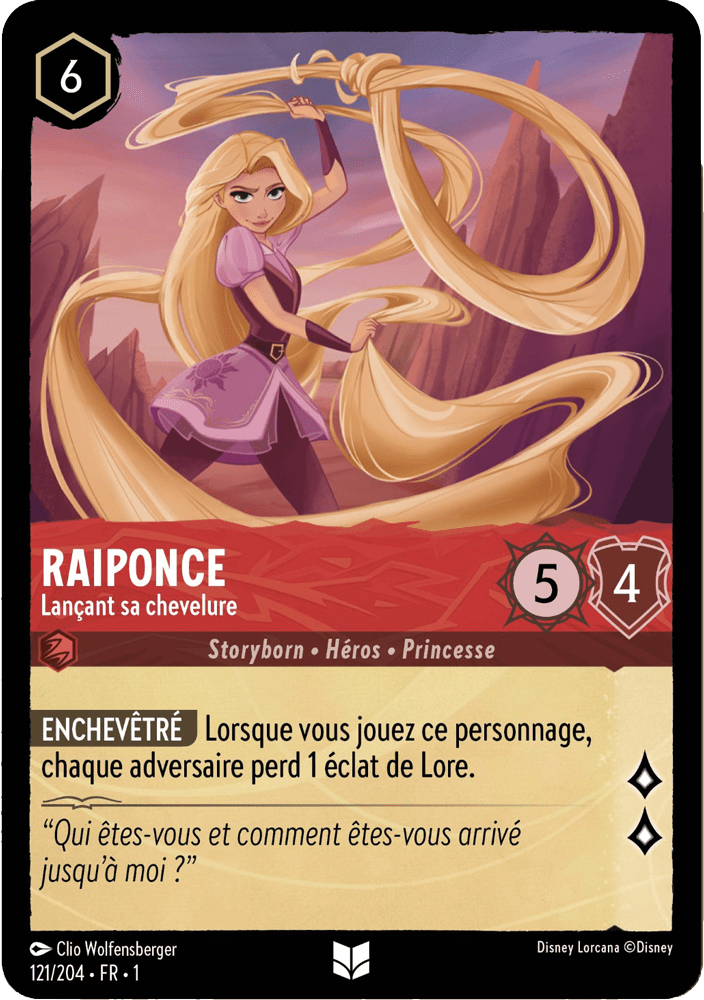 6
RAIPONCE
Lançant sa chevelure
5
4
Storyborn • Héros • Princesse
ENCHEVÊTRÉ Lorsque vous jouez ce personnage,
chaque adversaire perd 1 éclat de Lore.
“Qui êtes-vous et comment êtes-vous arrivé
jusqu’à moi ?”
Clio Wolfensberger
Disney Lorcana ©Disney
121/204 • FR • 1